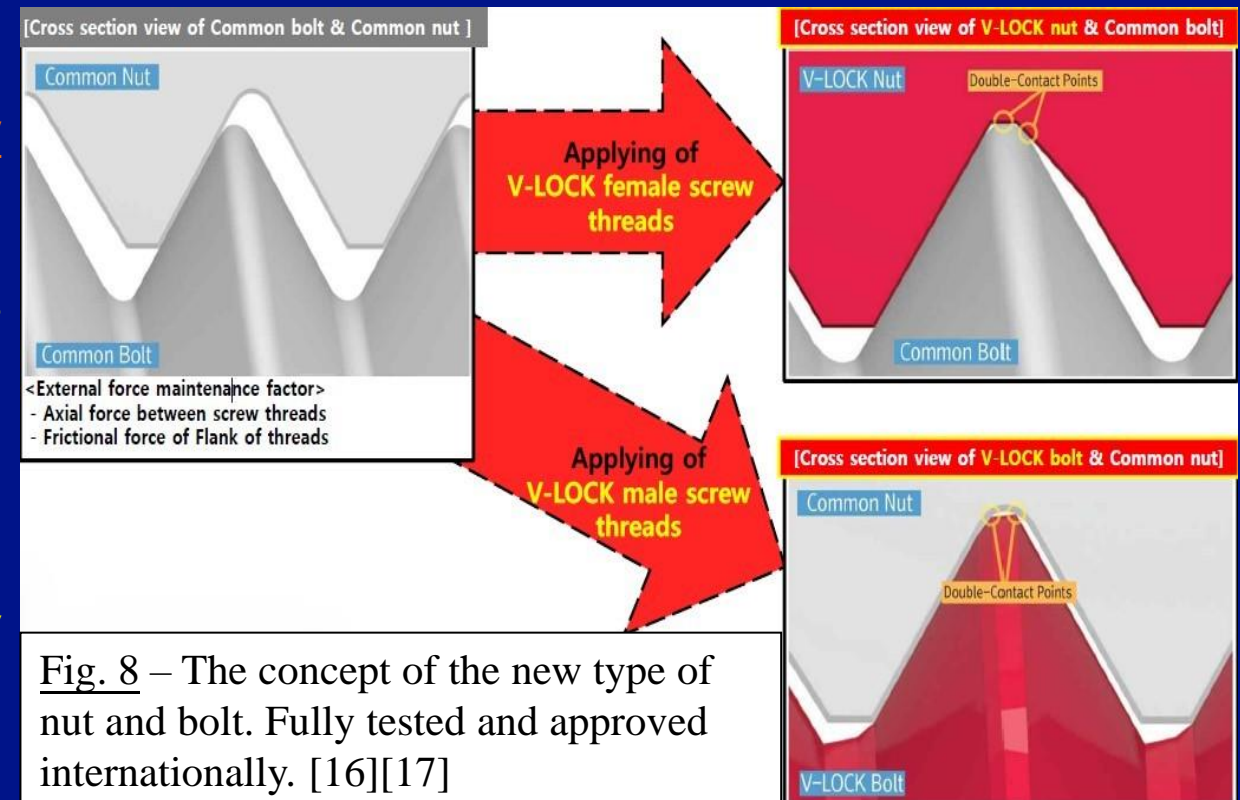 [Cross section view of Common bolt & Common nut ]
Common Nut
Common Bolt
<External force maintenance factor>
- Axial force between screw threads
- Frictional force of Flank of threads
Applying of
V-LOCK female screw
threads
Applying of
V-LOCK male screw
threads
[Cross section view of V-LOCK nut & Common bolt]
V-LOCK Nut
Double-Contact Points
Common Bolt
[Cross section view of V-LOCK bolt & Common nut]
Common Nut
Double-Contact Points
V-LOCK Bolt
Fig. 8 – The concept of the new type of
nut and bolt. Fully tested and approved
internationally. [16][17]